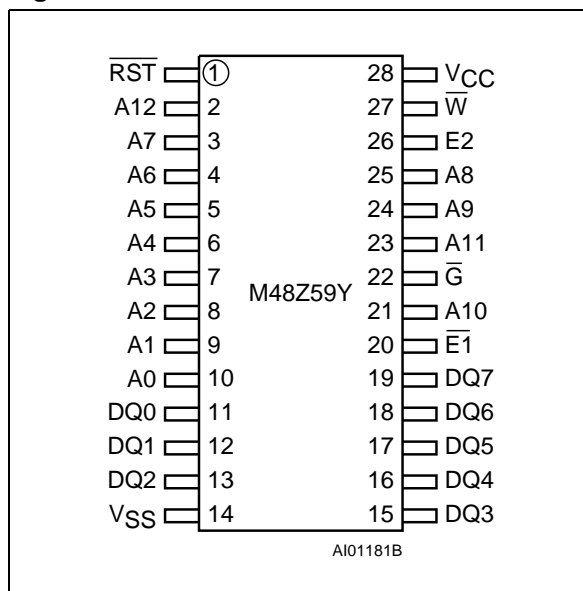 R̅S̅T̅ 1 28 VCC
A12 2 27 W̅
A7 3 26 E2
A6 4 25 A8
A5 5 24 A9
A4 6 23 A11
A3 7 22 G̅
M48Z59Y
A2 8 21 A10
A1 9 20 E̅1̅
A0 10 19 DQ7
DQ0 11 18 DQ6
DQ1 12 17 DQ5
DQ2 13 16 DQ4
VSS 14 15 DQ3
AI01181B